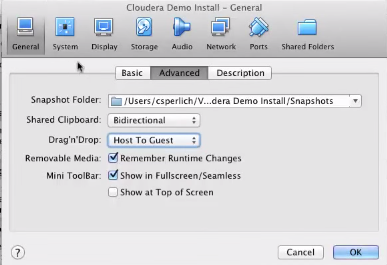 Cloudera Demo Install – General
General System Display Storage Audio Network Ports Shared Folders
Basic Advanced Description
Snapshot Folder: /Users/csperlich/V...dera Demo Install/Snapshots
Shared Clipboard: Bidirectional
Drag'n'Drop: Host To Guest
Removable Media: Remember Runtime Changes
Mini ToolBar: Show in Fullscreen/Seamless
Show at Top of Screen
? Cancel OK